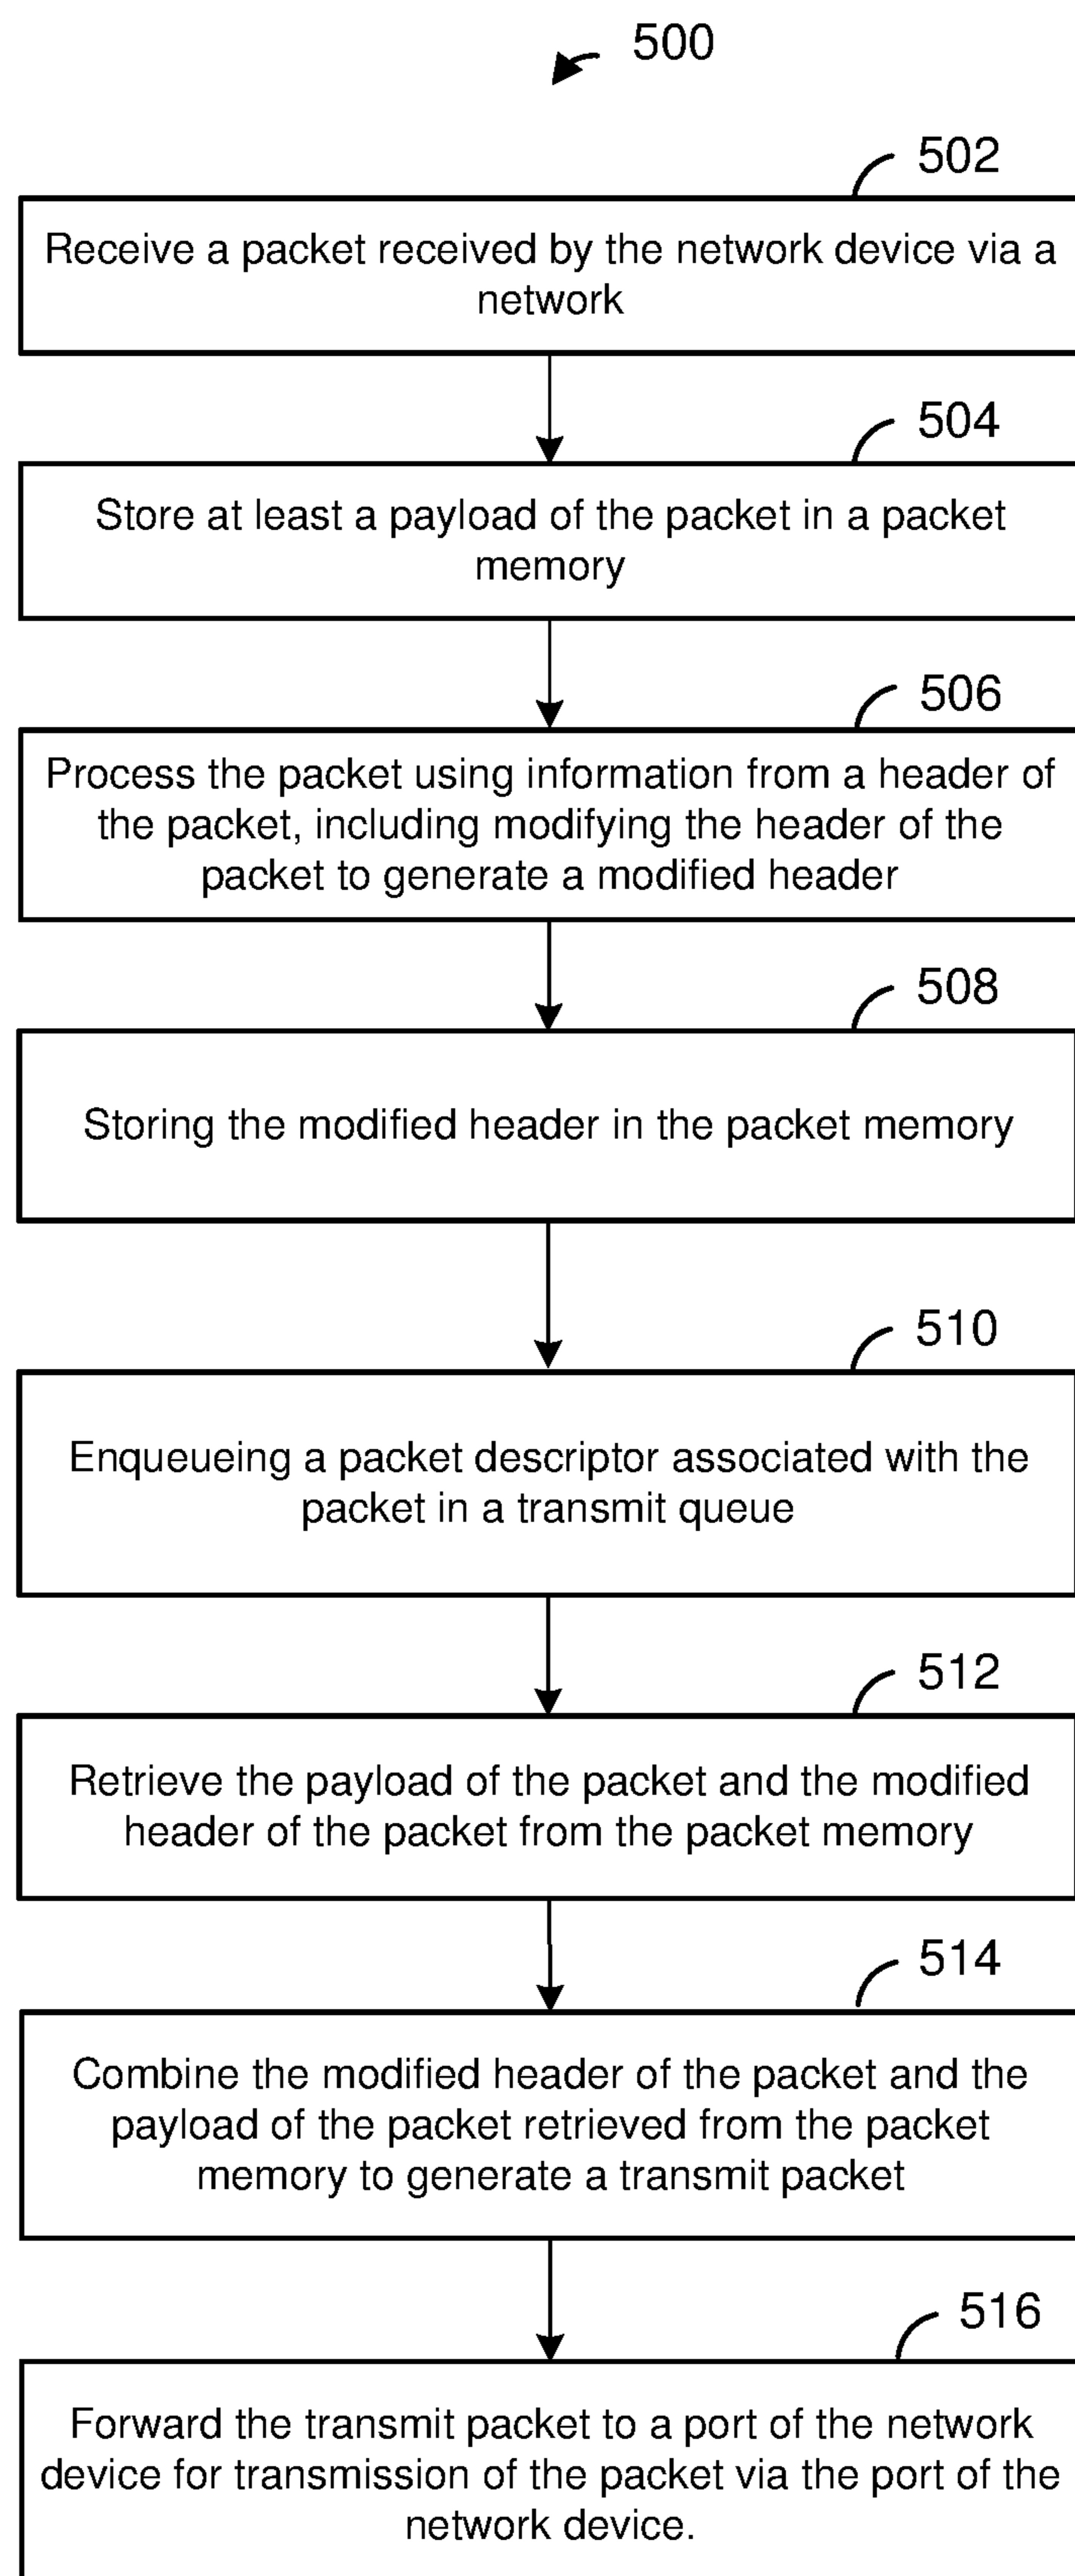 500
502
Receive a packet received by the network device via a
network
504
Store at least a payload of the packet in a packet
memory
506
Process the packet using information from a header of
the packet, including modifying the header of the
packet to generate a modified header
508
Storing the modified header in the packet memory
510
Enqueueing a packet descriptor associated with the
packet in a transmit queue
512
Retrieve the payload of the packet and the modified
header of the packet from the packet memory
514
Combine the modified header of the packet and the
payload of the packet retrieved from the packet
memory to generate a transmit packet
516
Forward the transmit packet to a port of the network
device for transmission of the packet via the port of the
network device.